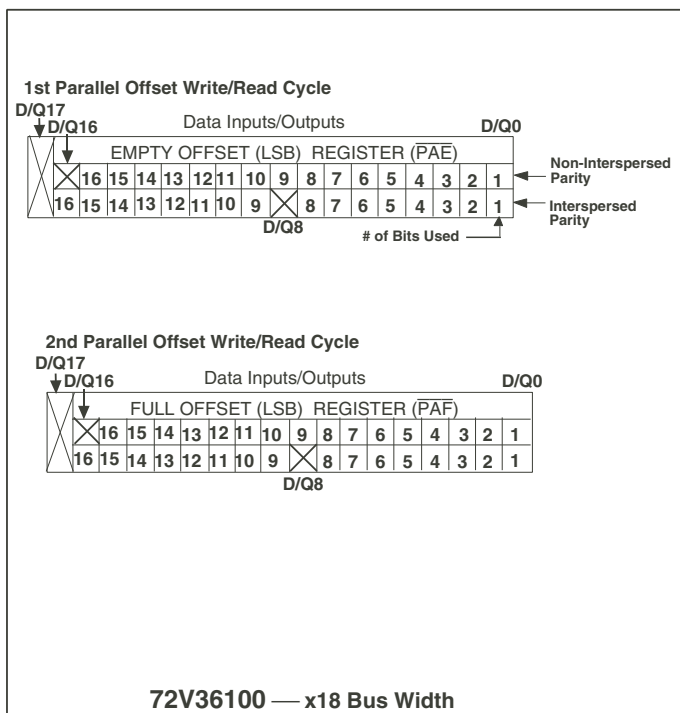 1st Parallel Offset Write/Read Cycle
D/Q17
D/Q16
Data Inputs/Outputs
D/Q0
EMPTY OFFSET (LSB) REGISTER (PAE)
16 15 14 13 12 11 10 9 8 7 6 5 4 3 2 1
Non-Interspersed
Parity
16 15 14 13 12 11 10 9 8 7 6 5 4 3 2 1
Interspersed
Parity
D/Q8
# of Bits Used
2nd Parallel Offset Write/Read Cycle
D/Q17
D/Q16
Data Inputs/Outputs
D/Q0
FULL OFFSET (LSB) REGISTER (PAF)
16 15 14 13 12 11 10 9 8 7 6 5 4 3 2 1
16 15 14 13 12 11 10 9 8 7 6 5 4 3 2 1
D/Q8
72V36100 — x18 Bus Width